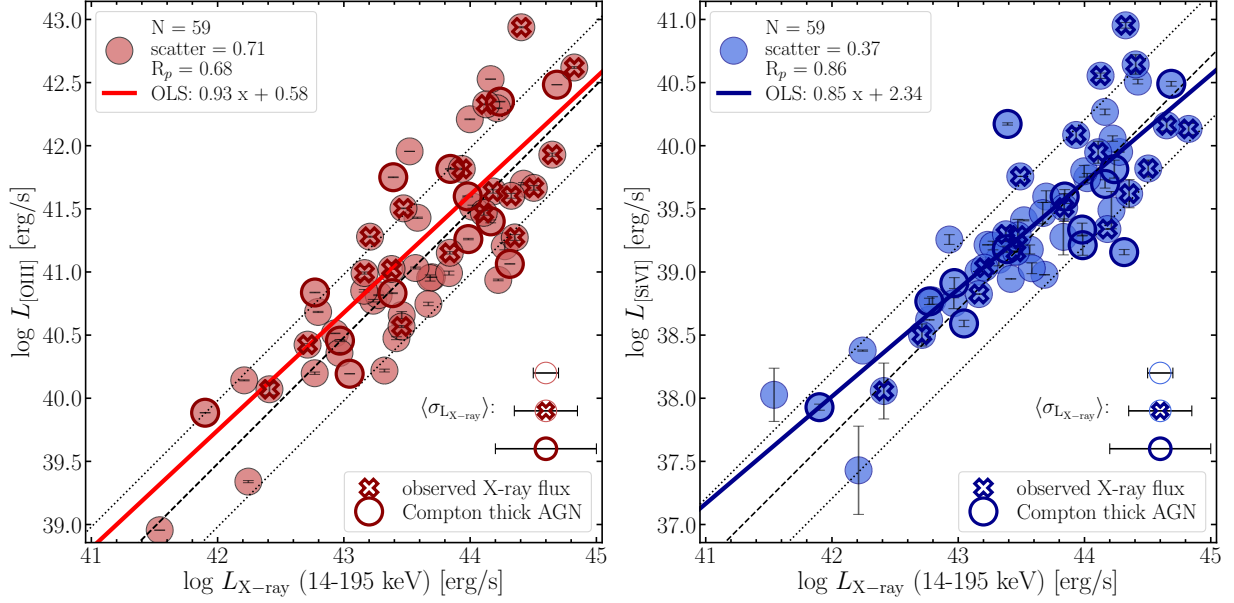 N = 59
scatter = 0.71
R_p = 0.68
OLS: 0.93 x + 0.58
43.0
42.5
42.0
41.5
41.0
40.5
40.0
39.5
39.0
log L_[OIII] [erg/s]
⟨σ_L_X−ray⟩:
observed X-ray flux
Compton thick AGN
41 42 43 44 45
log L_X−ray (14-195 keV) [erg/s]
N = 59
scatter = 0.37
R_p = 0.86
OLS: 0.85 x + 2.34
41.0
40.5
40.0
39.5
39.0
38.5
38.0
37.5
37.0
log L_[SiVI] [erg/s]
⟨σ_L_X−ray⟩:
observed X-ray flux
Compton thick AGN
41 42 43 44 45
log L_X−ray (14-195 keV) [erg/s]